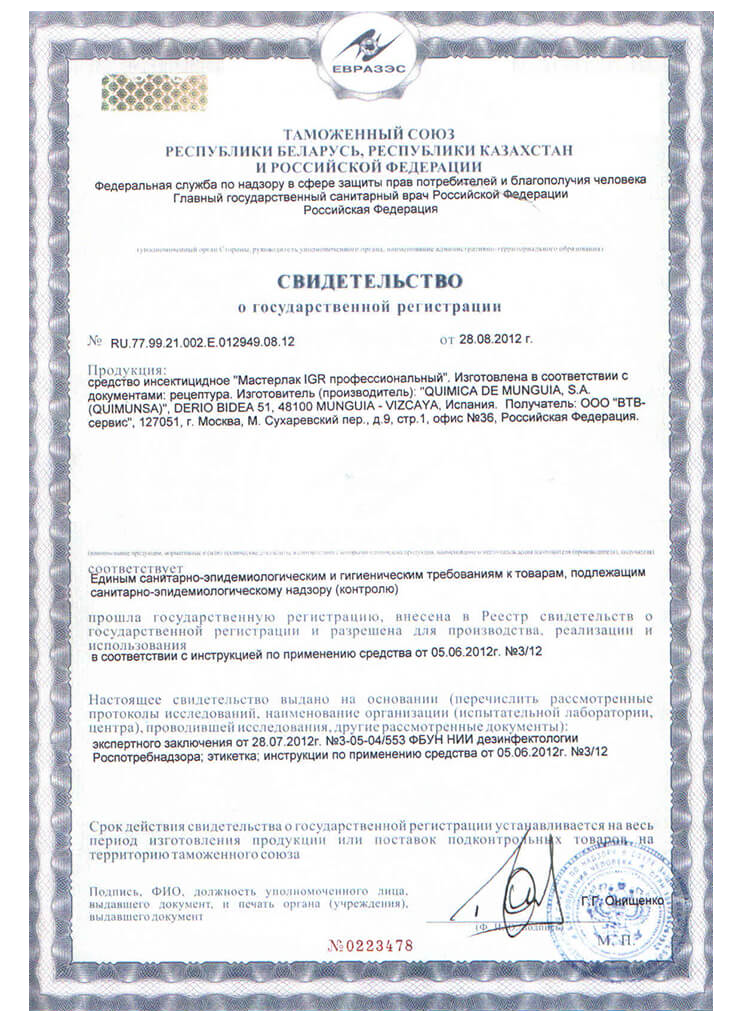 ЕВРАЗЭС
ТАМОЖЕННЫЙ СОЮЗ
РЕСПУБЛИКИ БЕЛАРУСЬ, РЕСПУБЛИКИ КАЗАХСТАН
И РОССИЙСКОЙ ФЕДЕРАЦИИ
Федеральная служба по надзору в сфере защиты прав потребителей и благополучия человека
Главный государственный санитарный врач Российской Федерации
Российская Федерация
(уполномоченный орган Стороны, руководитель уполномоченного органа, наименование административно-территориального образования)
СВИДЕТЕЛЬСТВО
о государственной регистрации
№ RU.77.99.21.002.E.012949.08.12 от 28.08.2012 г.
Продукция:
средство инсектицидное "Мастерлак IGR профессиональный". Изготовлена в соответствии с
документами: рецептура. Изготовитель (производитель): "QUIMICA DE MUNGUIA, S.A.
(QUIMUNSA)", DERIO BIDEA 51, 48100 MUNGUIA - VIZCAYA, Испания. Получатель: ООО "ВТВ-
сервис", 127051, г. Москва, М. Сухаревский пер., д.9, стр.1, офис №36, Российская Федерация.
соответствует
Единым санитарно-эпидемиологическим и гигиеническим требованиям к товарам, подлежащим
санитарно-эпидемиологическому надзору (контролю)
прошла государственную регистрацию, внесена в Реестр свидетельств о
государственной регистрации и разрешена для производства, реализации и
использования
в соответствии с инструкцией по применению средства от 05.06.2012г. №3/12
Настоящее свидетельство выдано на основании (перечислить рассмотренные
протоколы исследований, наименование организации (испытательной лаборатории,
центра), проводившей исследования, другие рассмотренные документы):
экспертного заключения от 28.07.2012г. №3-05-04/553 ФБУН НИИ дезинфектологии
Роспотребнадзора; этикетка; инструкции по применению средства от 05.06.2012г. №3/12
Срок действия свидетельства о государственной регистрации устанавливается на весь
период изготовления продукции или поставок подконтрольных товаров на
территорию таможенного союза
Подпись, ФИО, должность уполномоченного лица,
выдавшего документ, и печать органа (учреждения),
выдавшего документ
Г.Г. Онищенко
(Ф. И. О./подпись)
М. П.
№0223478